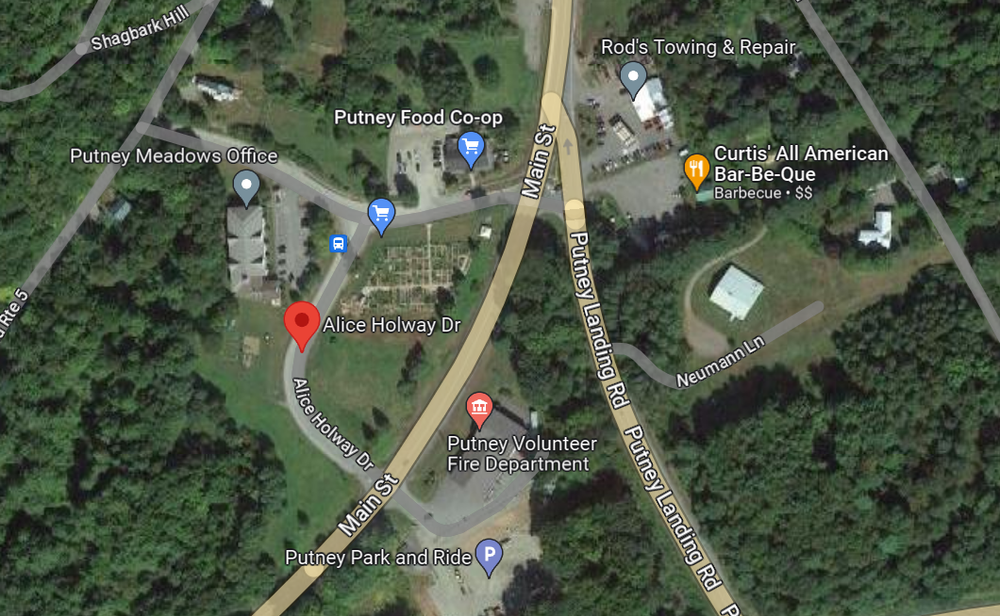 Shagbark Hill
Rod's Towing & Repair
Putney Food Co-op
Main St
Putney Meadows Office
Curtis' All American
Bar-Be-Que
Barbecue • $$
Putney Landing Rd
Rte 5
Alice Holway Dr
Neumann Ln
Alice Holway Dr
Putney Volunteer
Fire Department
Putney Landing Rd
Main St
Putney Park and Ride
P